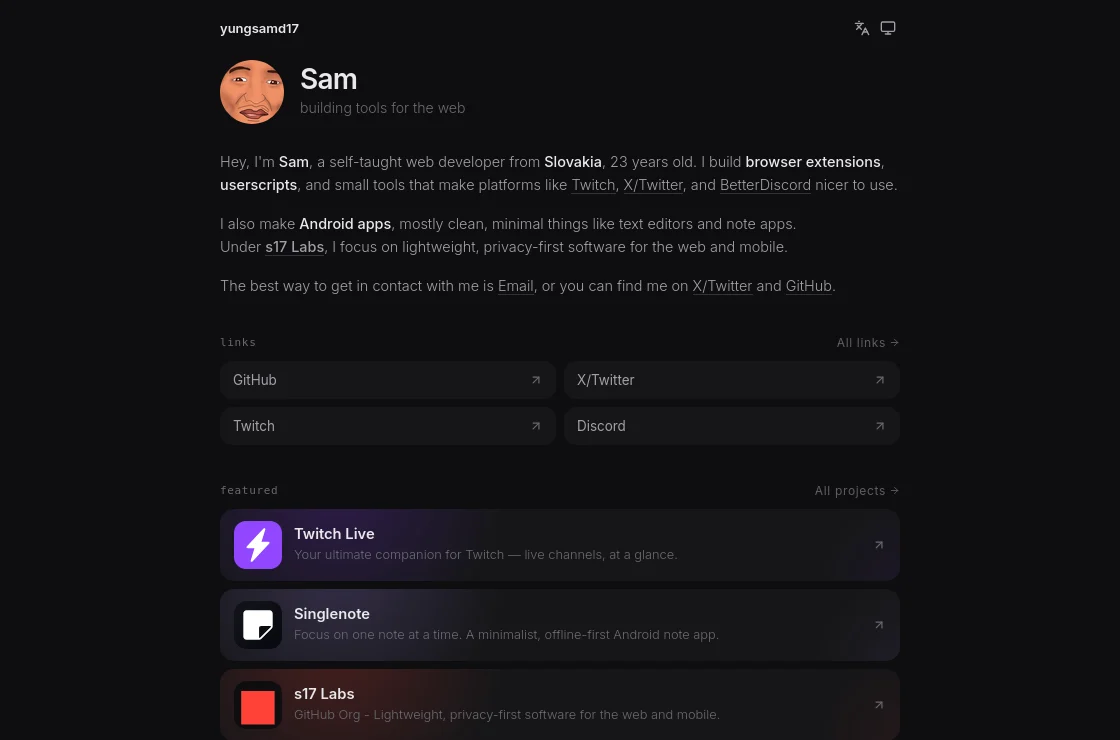 yungsamd17
Sam
building tools for the web
Hey, I'm Sam, a self-taught web developer from Slovakia, 23 years old. I build browser extensions,
userscripts, and small tools that make platforms like Twitch, X/Twitter, and BetterDiscord nicer to use.
I also make Android apps, mostly clean, minimal things like text editors and note apps.
Under s17 Labs, I focus on lightweight, privacy-first software for the web and mobile.
The best way to get in contact with me is Email, or you can find me on X/Twitter and GitHub.
links
All links →
GitHub
X/Twitter
Twitch
Discord
featured
All projects →
Twitch Live
Your ultimate companion for Twitch — live channels, at a glance.
Singlenote
Focus on one note at a time. A minimalist, offline-first Android note app.
s17 Labs
GitHub Org - Lightweight, privacy-first software for the web and mobile.